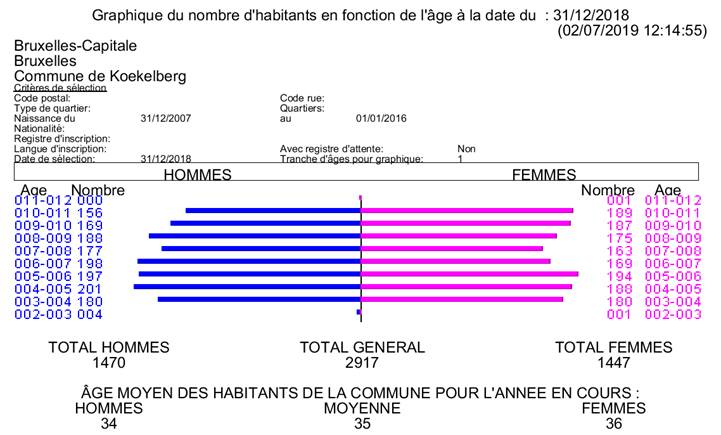 Graphique du nombre d'habitants en fonction de l'âge à la date du : 31/12/2018
(02/07/2019 12:14:55)
Bruxelles-Capitale
Bruxelles
Commune de Koekelberg
Critères de sélection
Code postal: Code rue:
Type de quartier: Quartiers:
Naissance du 31/12/2007 au 01/01/2016
Nationalité:
Registre d'inscription:
Langue d'inscription: Avec registre d'attente: Non
Date de sélection: 31/12/2018 Tranche d'âges pour graphique: 1
HOMMES FEMMES
Age Nombre Nombre Age
011-012 000 001 011-012
010-011 156 189 010-011
009-010 169 187 009-010
008-009 188 175 008-009
007-008 177 163 007-008
006-007 198 169 006-007
005-006 197 194 005-006
004-005 201 188 004-005
003-004 180 180 003-004
002-003 004 001 002-003
TOTAL HOMMES TOTAL GENERAL TOTAL FEMMES
1470 2917 1447
ÂGE MOYEN DES HABITANTS DE LA COMMUNE POUR L'ANNEE EN COURS :
HOMMES MOYENNE FEMMES
34 35 36